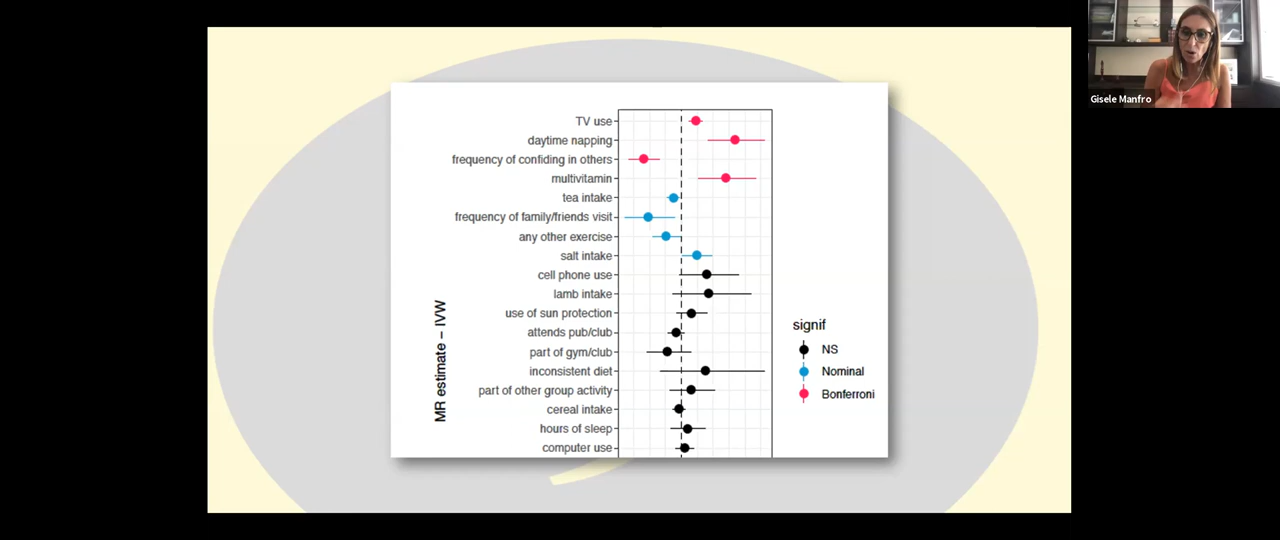 TV use
daytime napping
frequency of confiding in others
multivitamin
tea intake
frequency of family/friends visit
any other exercise
salt intake
cell phone use
lamb intake
use of sun protection
attends pub/club
part of gym/club
inconsistent diet
part of other group activity
cereal intake
hours of sleep
computer use
MR estimate – IVW
signif
NS
Nominal
Bonferroni
Gisele Manfro